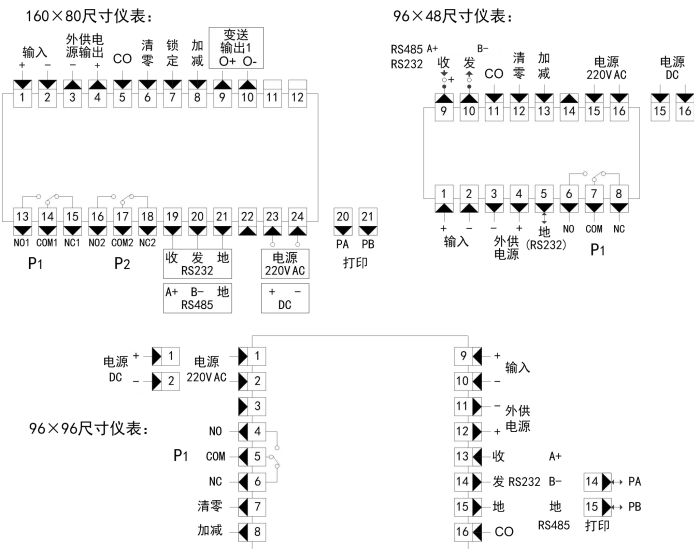 160×80尺寸仪表：
输入 外供电源输出 CO 清零 锁定 加减 变送输出1
+ - - + O+ O-
1 2 3 4 5 6 7 8 9 10 11 12
13 14 15 16 17 18 19 20 21 22 23 24
NO1 COM1 NC1 NO2 COM2 NC2
P1 P2
收 发 地
RS232
A+ B- 地
RS485
电源
220V AC
+ -
DC
20 21
PA PB
打印
96×48尺寸仪表：
RS485 A+ B-
RS232 收 发 CO 清零 加减 电源 220V AC 电源 DC
+
9 10 11 12 13 14 15 16 15 16
1 2 3 4 5 6 7 8
+ - - + 地 NO COM NC
输入 外供电源 (RS232) P1
96×96尺寸仪表：
电源 DC
+ 1
- 2
电源 220V AC
1
2
3
NO 4
P1 COM 5
NC 6
清零 7
加减 8
9 + 输入
10 -
11 - 外供电源
12 +
13 收 A+
14 发 RS232 B- 14 PA
15 地 地 15 PB
16 CO RS485 打印